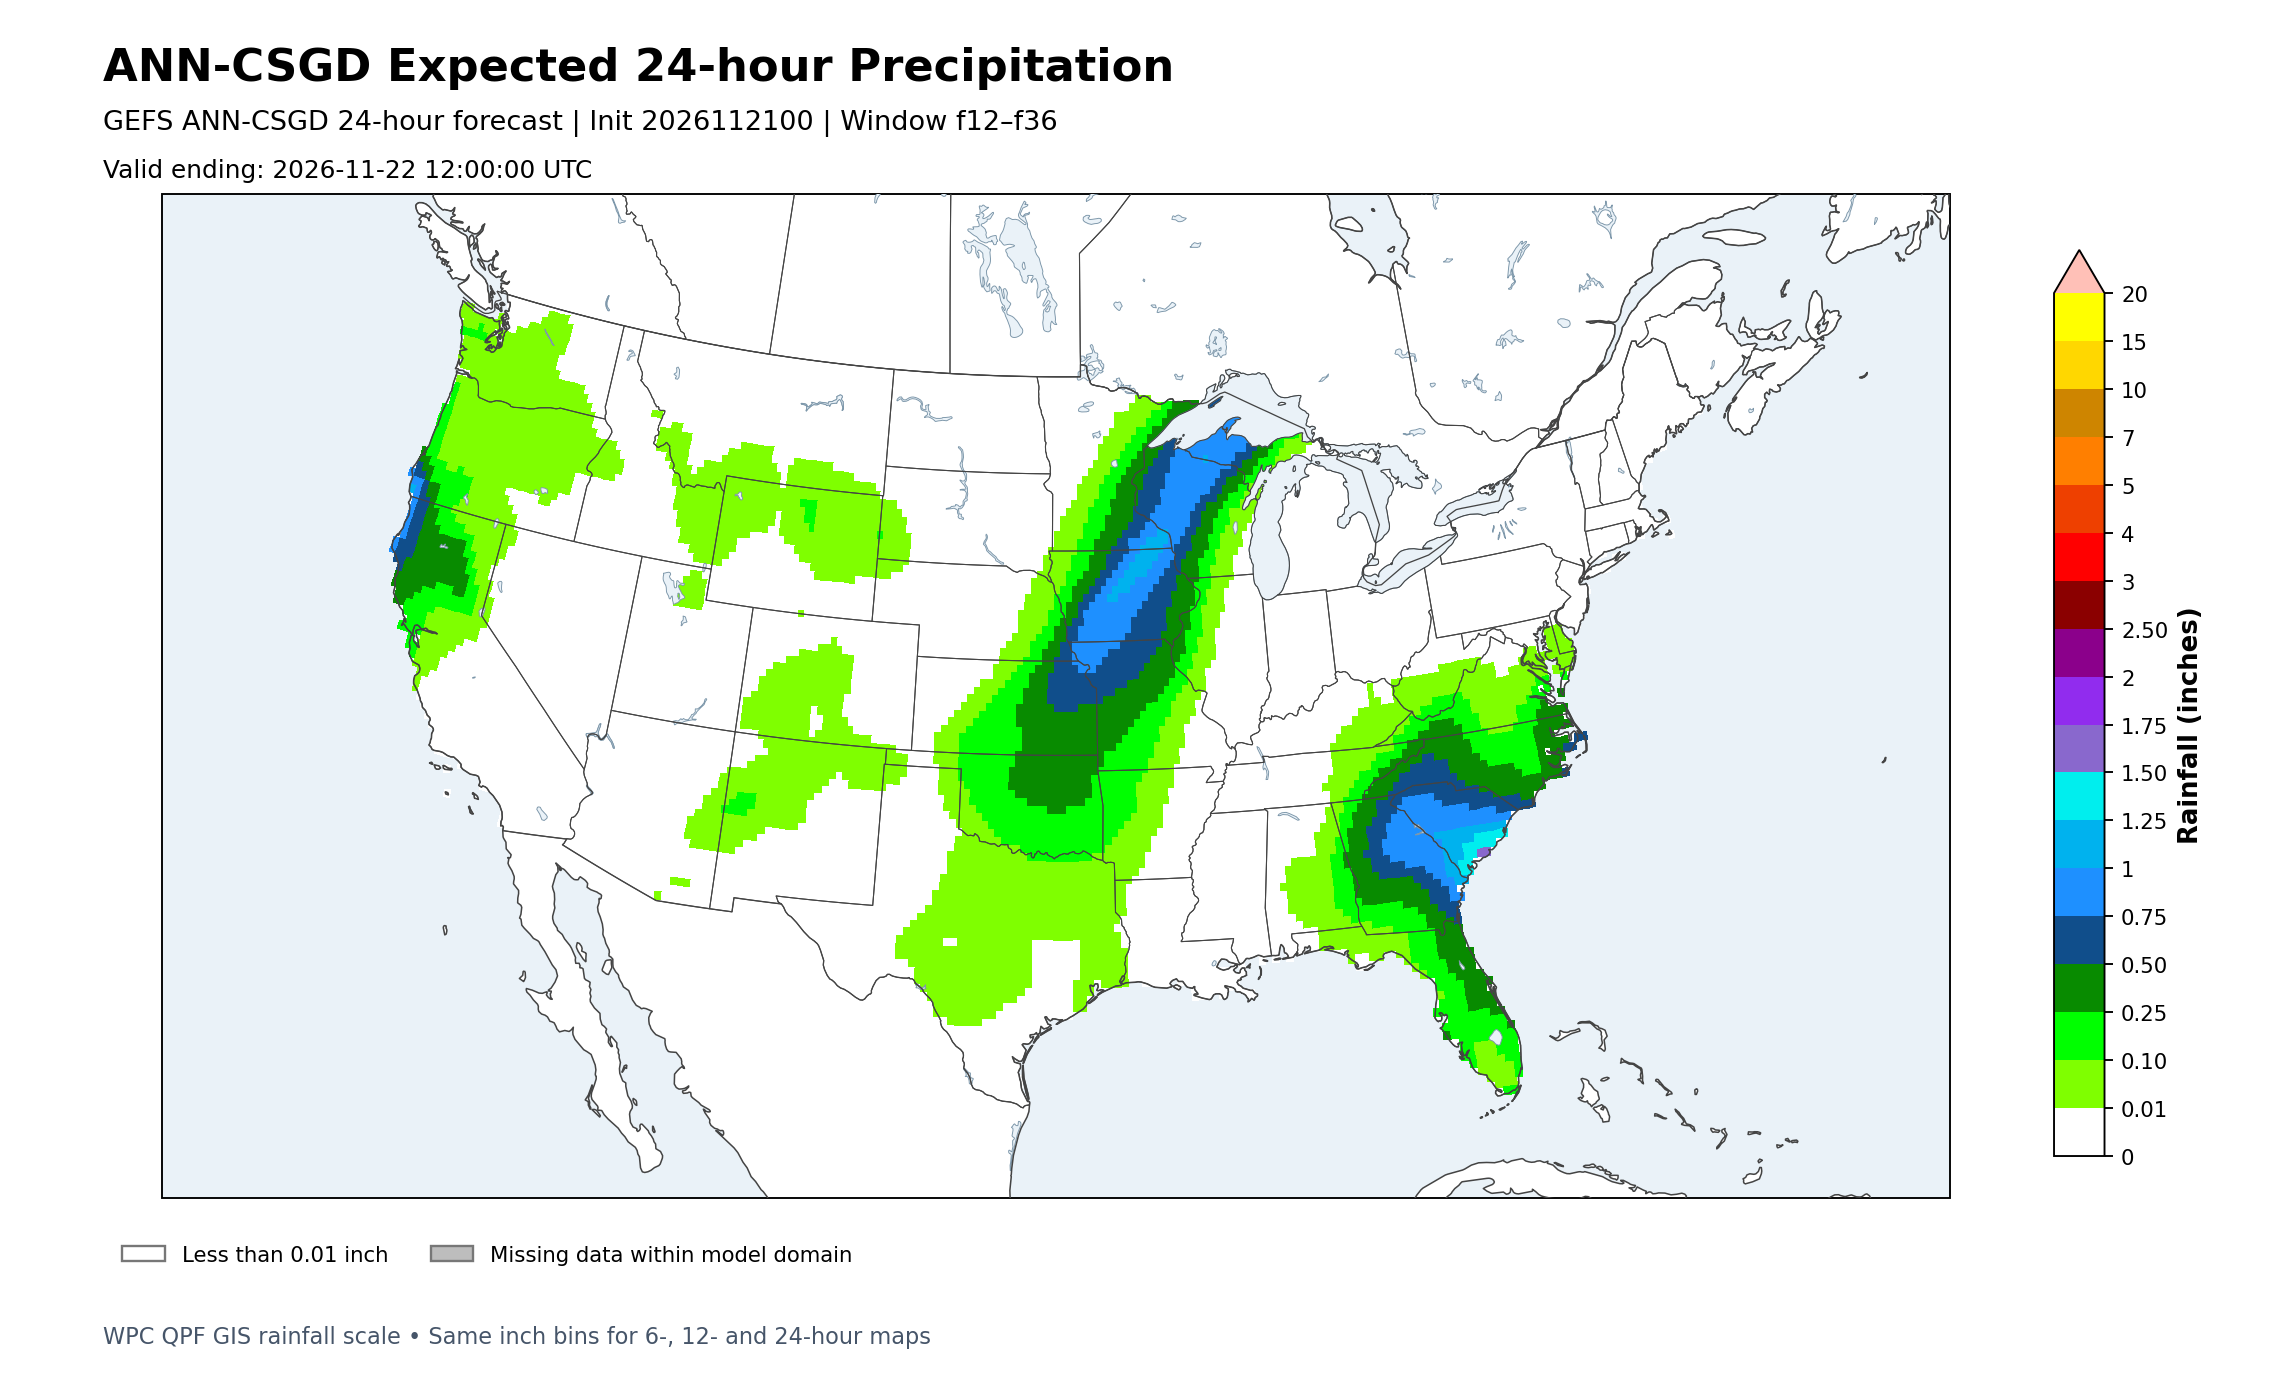 ANN-CSGD Expected 24-hour Precipitation
GEFS ANN-CSGD 24-hour forecast | Init 2026112100 | Window f12–f36
Valid ending: 2026-11-22 12:00:00 UTC
20
15
10
7
5
4
3
2.50
2
1.75
1.50
1.25
1
0.75
0.50
0.25
0.10
0.01
0
Rainfall (inches)
Less than 0.01 inch
Missing data within model domain
WPC QPF GIS rainfall scale • Same inch bins for 6-, 12- and 24-hour maps